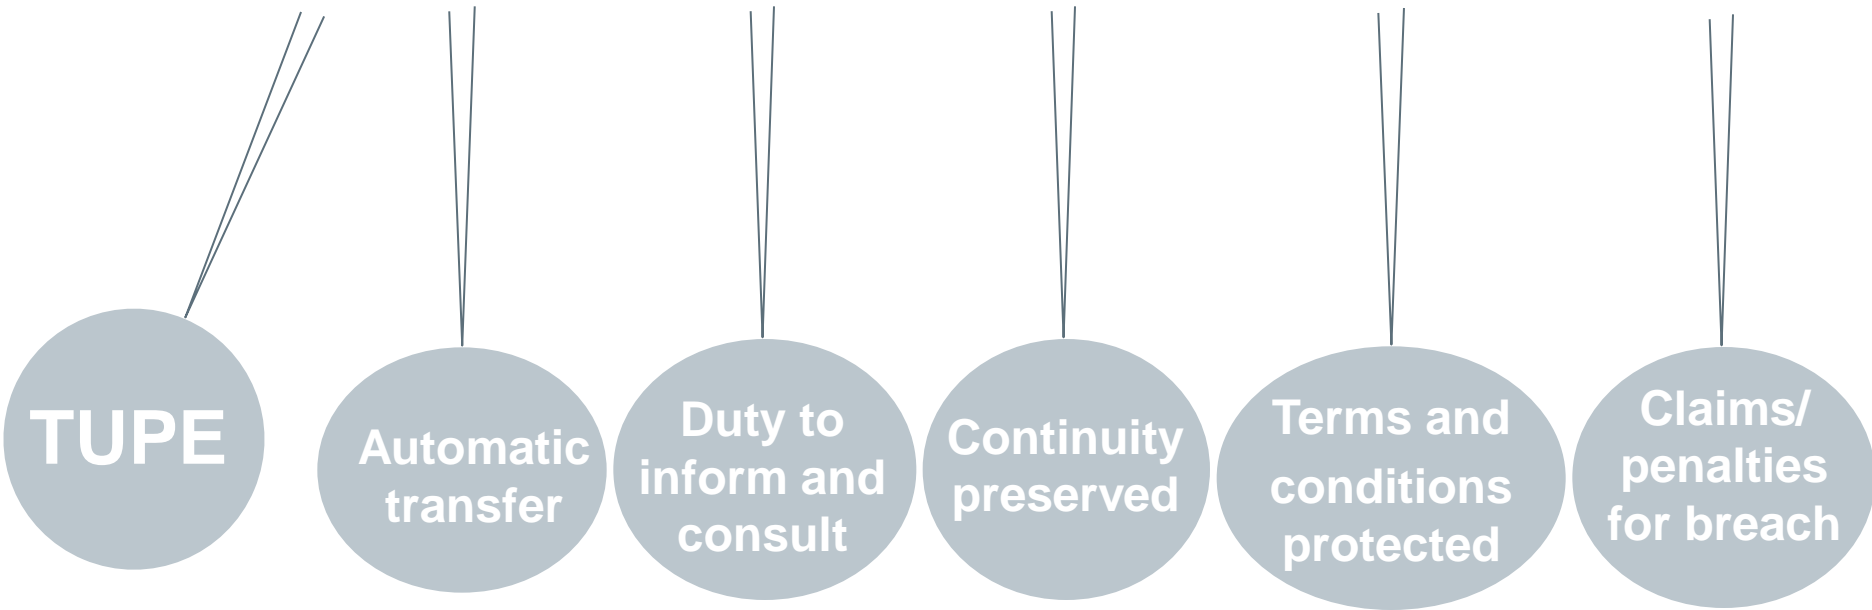 TUPE
Automatic
transfer
Duty to
inform and
consult
Continuity
preserved
Terms and
conditions
protected
Claims/
penalties
for breach